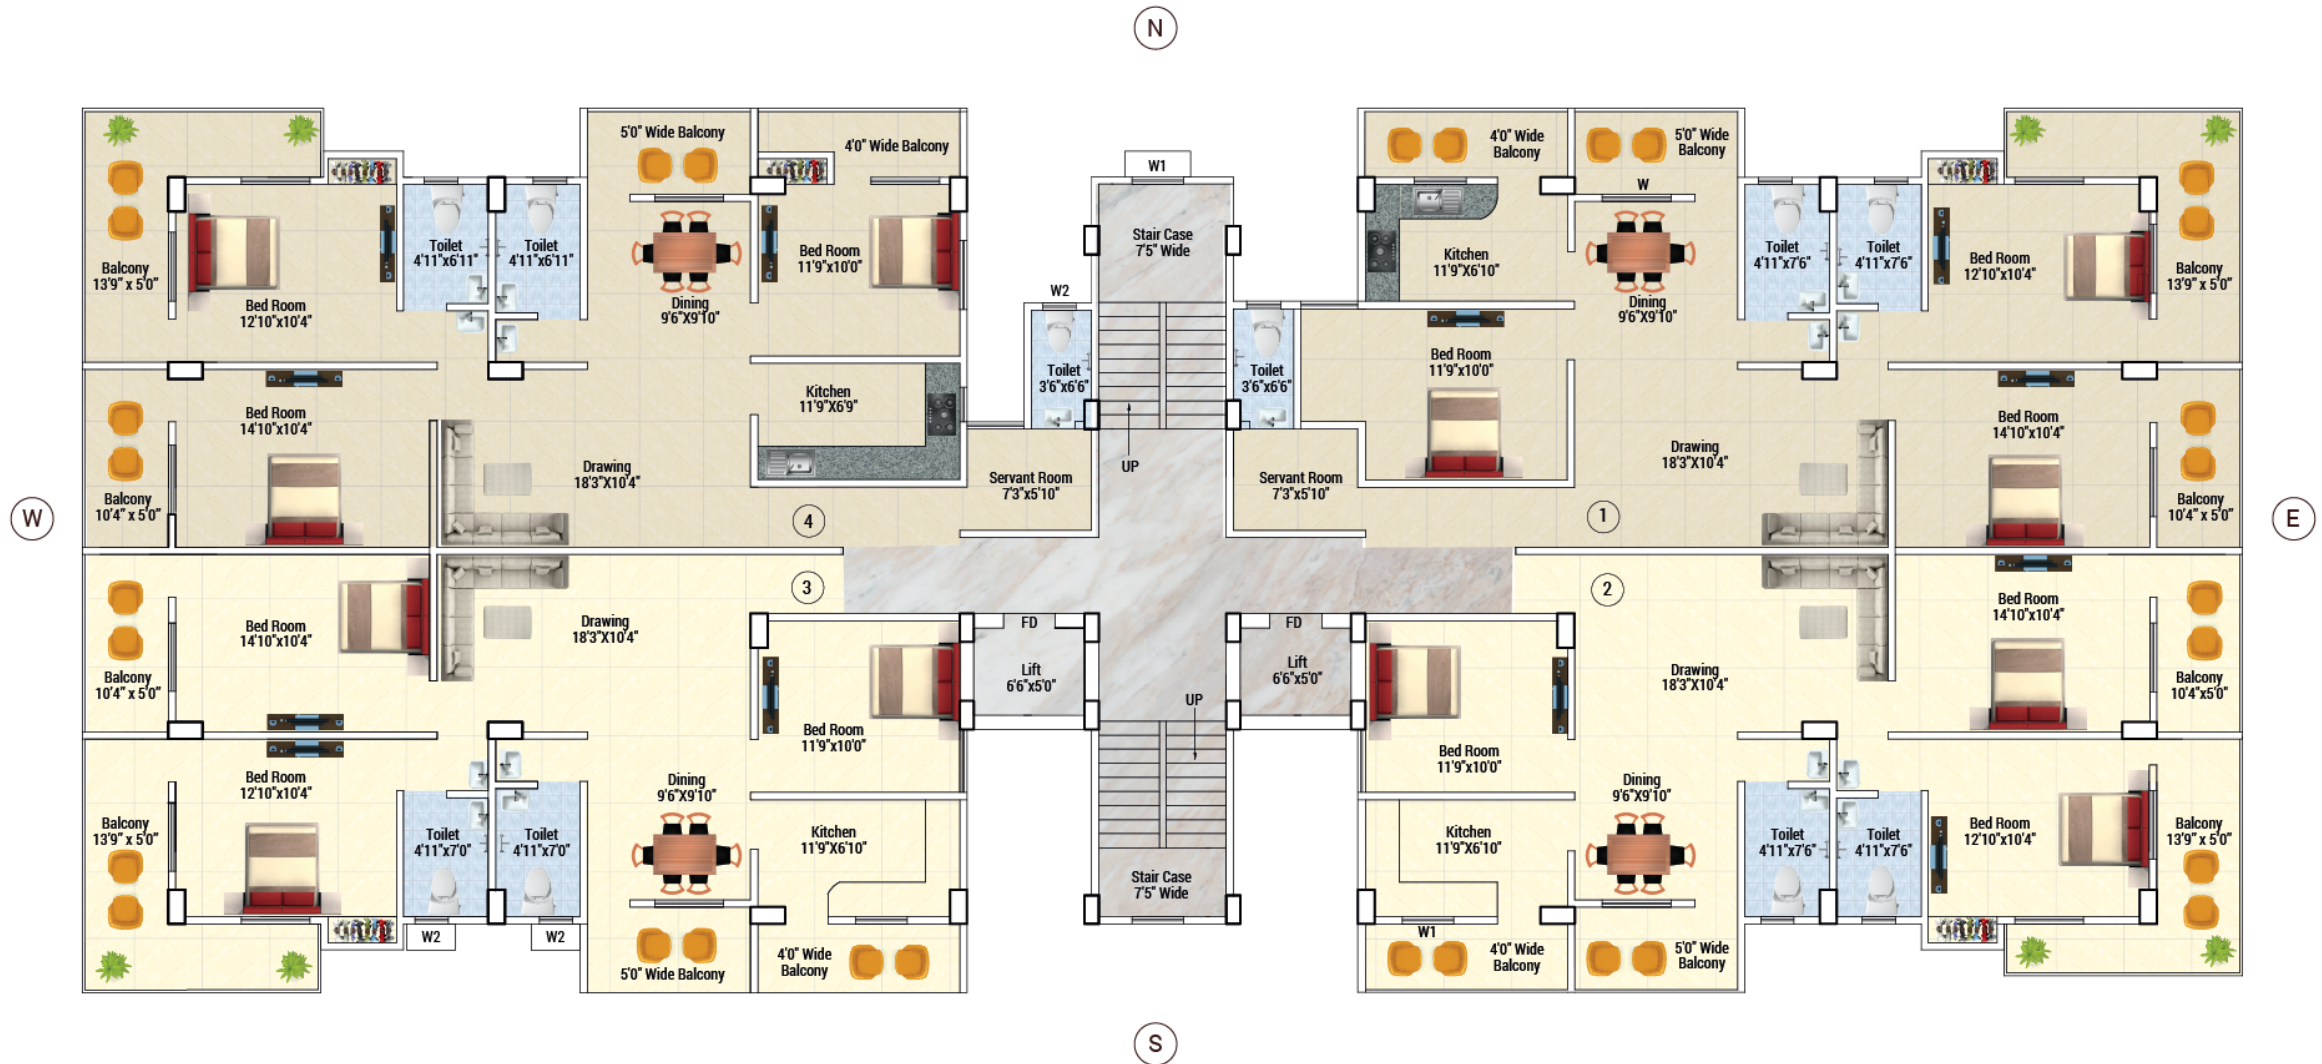 N
5'0" Wide Balcony
4'0" Wide Balcony
4'0" Wide
Balcony
5'0" Wide
Balcony
W1
W
Toilet
4'11"x6'11"
Toilet
4'11"x6'11"
Balcony
13'9" x 5'0"
Bed Room
12'10"x10'4"
Dining
9'6"X9'10"
Bed Room
11'9"x10'0"
Stair Case
7'5" Wide
W2
Kitchen
11'9"X6'10"
Dining
9'6"X9'10"
Toilet
4'11"x7'6"
Toilet
4'11"x7'6"
Bed Room
12'10"x10'4"
Balcony
13'9" x 5'0"
Bed Room
14'10"x10'4"
Kitchen
11'9"X6'9"
Toilet
3'6"x6'6"
Toilet
3'6"x6'6"
Bed Room
11'9"x10'0"
Bed Room
14'10"x10'4"
Balcony
10'4" x 5'0"
Drawing
18'3"X10'4"
Servant Room
7'3"x5'10"
UP
Servant Room
7'3"x5'10"
Drawing
18'3"X10'4"
Balcony
10'4" x 5'0"
W
4
1
E
3
2
Bed Room
14'10"x10'4"
Drawing
18'3"X10'4"
FD
FD
Bed Room
14'10"x10'4"
Balcony
10'4" x 5'0"
Lift
6'6"x5'0"
Lift
6'6"x5'0"
UP
Drawing
18'3"X10'4"
Balcony
10'4"x5'0"
Bed Room
11'9"x10'0"
Bed Room
11'9"x10'0"
Bed Room
12'10"x10'4"
Dining
9'6"X9'10"
Dining
9'6"X9'10"
Balcony
13'9" x 5'0"
Toilet
4'11"x7'0"
Toilet
4'11"x7'0"
Kitchen
11'9"X6'10"
Kitchen
11'9"X6'10"
Toilet
4'11"x7'6"
Toilet
4'11"x7'6"
Bed Room
12'10"x10'4"
Balcony
13'9" x 5'0"
Stair Case
7'5" Wide
W2
W2
W1
5'0" Wide Balcony
4'0" Wide
Balcony
4'0" Wide
Balcony
5'0" Wide
Balcony
S